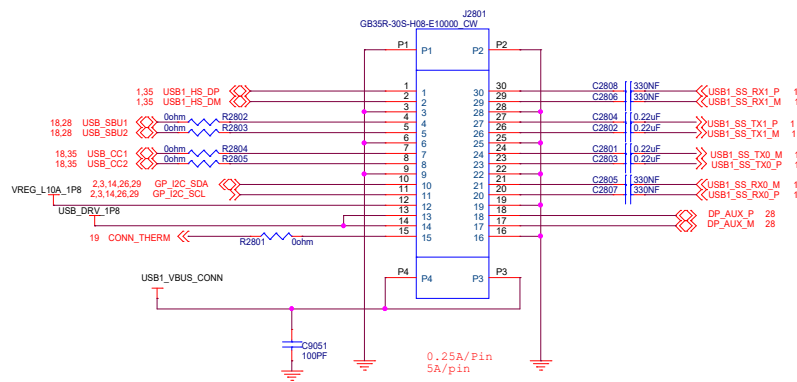 J2801
GB35R-30S-H08-E10000_CW
P1 P1 P2 P2
1,35 USB1_HS_DP 1 1 30 30 C2808 330NF USB1_SS_RX1_P 1
1,35 USB1_HS_DM 2 2 29 29 C2806 330NF USB1_SS_RX1_M 1
3 3 28 28
18,28 USB_SBU1 0ohm R2802 4 4 27 27 C2804 0.22uF USB1_SS_TX1_P 1
18,28 USB_SBU2 0ohm R2803 5 5 26 26 C2802 0.22uF USB1_SS_TX1_M 1
6 6 25 25
18,35 USB_CC1 0ohm R2804 7 7 24 24 C2801 0.22uF USB1_SS_TX0_M 1
18,35 USB_CC2 0ohm R2805 8 8 23 23 C2803 0.22uF USB1_SS_TX0_P 1
9 9 22 22
VREG_L10A_1P8 2,3,14,26,29 GP_I2C_SDA 10 10 21 21 C2805 330NF USB1_SS_RX0_M 1
2,3,14,26,29 GP_I2C_SCL 11 11 20 20 C2807 330NF USB1_SS_RX0_P 1
12 12 19 19
USB_DRV_1P8 13 13 18 18 DP_AUX_P 28
14 14 17 17 DP_AUX_M 28
19 CONN_THERM R2801 0ohm 15 15 16 16
P4 P4 P3 P3
USB1_VBUS_CONN
C9051
100PF
0.25A/Pin
5A/pin